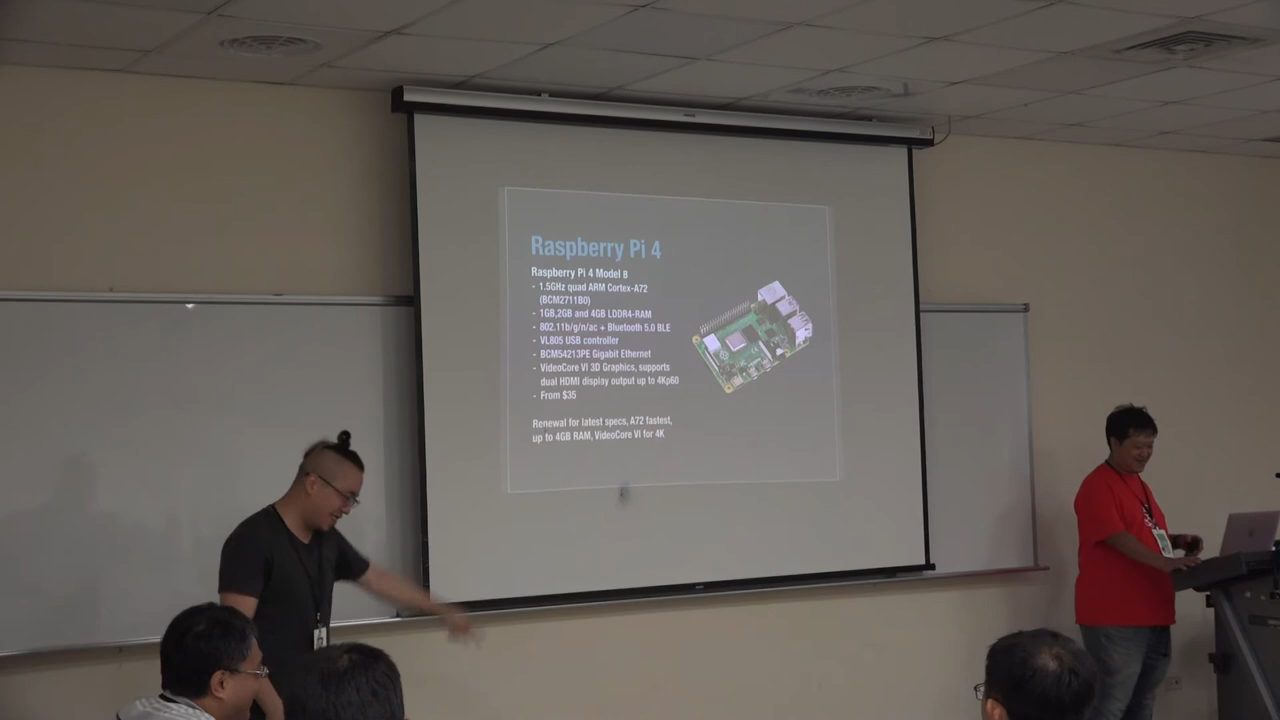 Raspberry Pi 4
Raspberry Pi 4 Model B
- 1.5GHz quad ARM Cortex-A72
(BCM2711B0)
- 1GB,2GB and 4GB LDDR4-RAM
- 802.11b/g/n/ac + Bluetooth 5.0 BLE
- VL805 USB controller
- BCM54213PE Gigabit Ethernet
- VideoCore VI 3D Graphics, supports
dual HDMI display output up to 4Kp60
- From $35
Renewal for latest specs, A72 fastest,
up to 4GB RAM, VideoCore VI for 4K